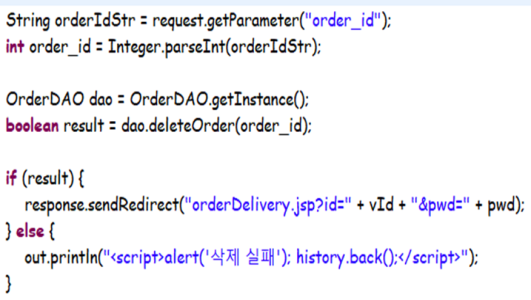 String orderIdStr = request.getParameter("order_id");
int order_id = Integer.parseInt(orderIdStr);
OrderDAO dao = OrderDAO.getInstance();
boolean result = dao.deleteOrder(order_id);
if (result) {
response.sendRedirect("orderDelivery.jsp?id=" + vId + "&pwd=" + pwd);
} else {
out.println("<script>alert('삭제 실패'); history.back();</script>");
}